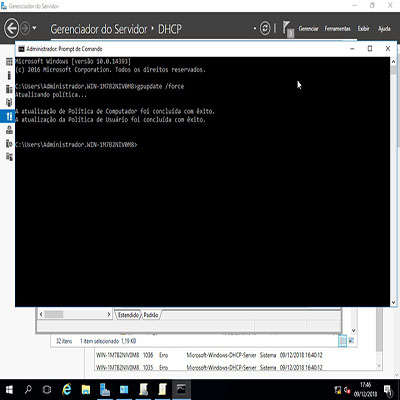 Gerenciador do Servidor
Gerenciador do Servidor ▸ DHCP
Gerenciar Ferramentas Exibir Ajuda
Administrador: Prompt de Comando
Microsoft Windows [versão 10.0.14393]
(c) 2016 Microsoft Corporation. Todos os direitos reservados.
C:\Users\Administrador.WIN-1M7B2NIV0M8>gpupdate /force
Atualizando política...
A atualização de Política de Computador foi concluída com êxito.
A atualização da Política de Usuário foi concluída com êxito.
C:\Users\Administrador.WIN-1M7B2NIV0M8>
Estendido Padrão
32 itens 1 item selecionado 1,19 KB
WIN-1M7B2NIV0M8 1036 Erro Microsoft-Windows-DHCP-Server Sistema 09/12/2018 16:40:12
WIN-1M7B2NIV0M8 1035 Erro Microsoft-Windows-DHCP-Server Sistema 09/12/2018 16:40:12
17:46
09/12/2018